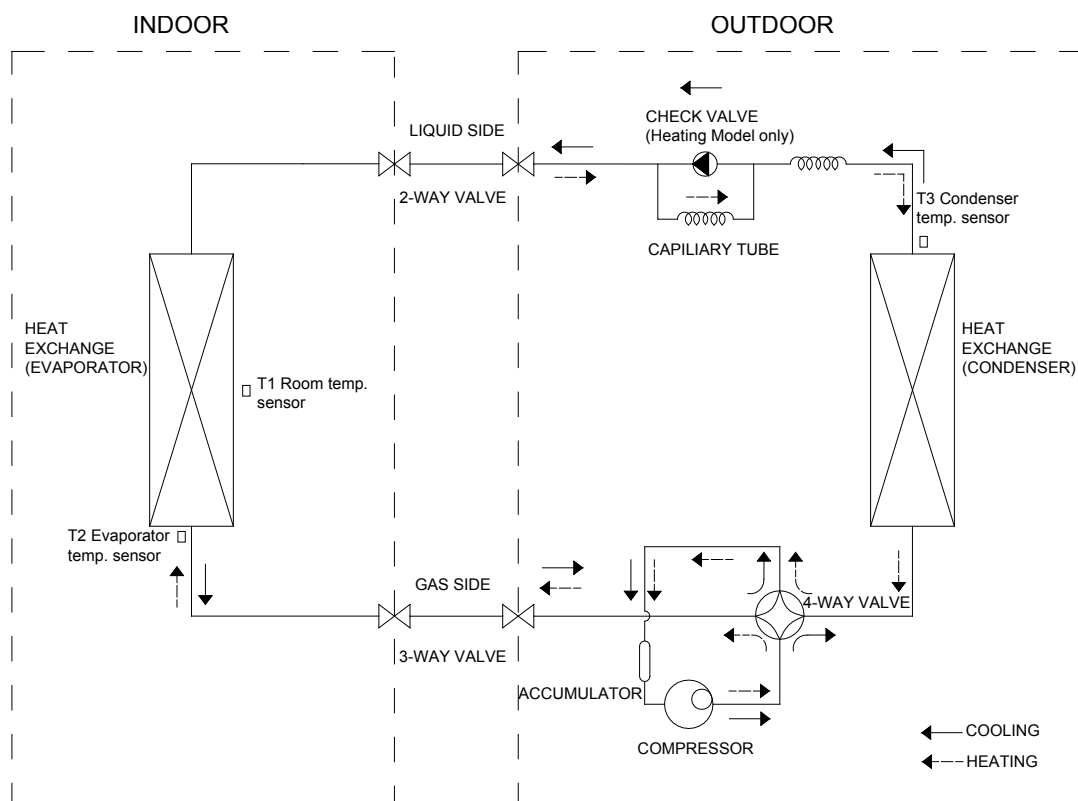 INDOOR
OUTDOOR
LIQUID SIDE
CHECK VALVE
(Heating Model only)
2-WAY VALVE
T3 Condenser
temp. sensor
CAPILIARY TUBE
HEAT
EXCHANGE
(EVAPORATOR)
T1 Room temp.
sensor
HEAT
EXCHANGE
(CONDENSER)
T2 Evaporator
temp. sensor
GAS SIDE
4-WAY VALVE
3-WAY VALVE
ACCUMULATOR
COMPRESSOR
COOLING
HEATING